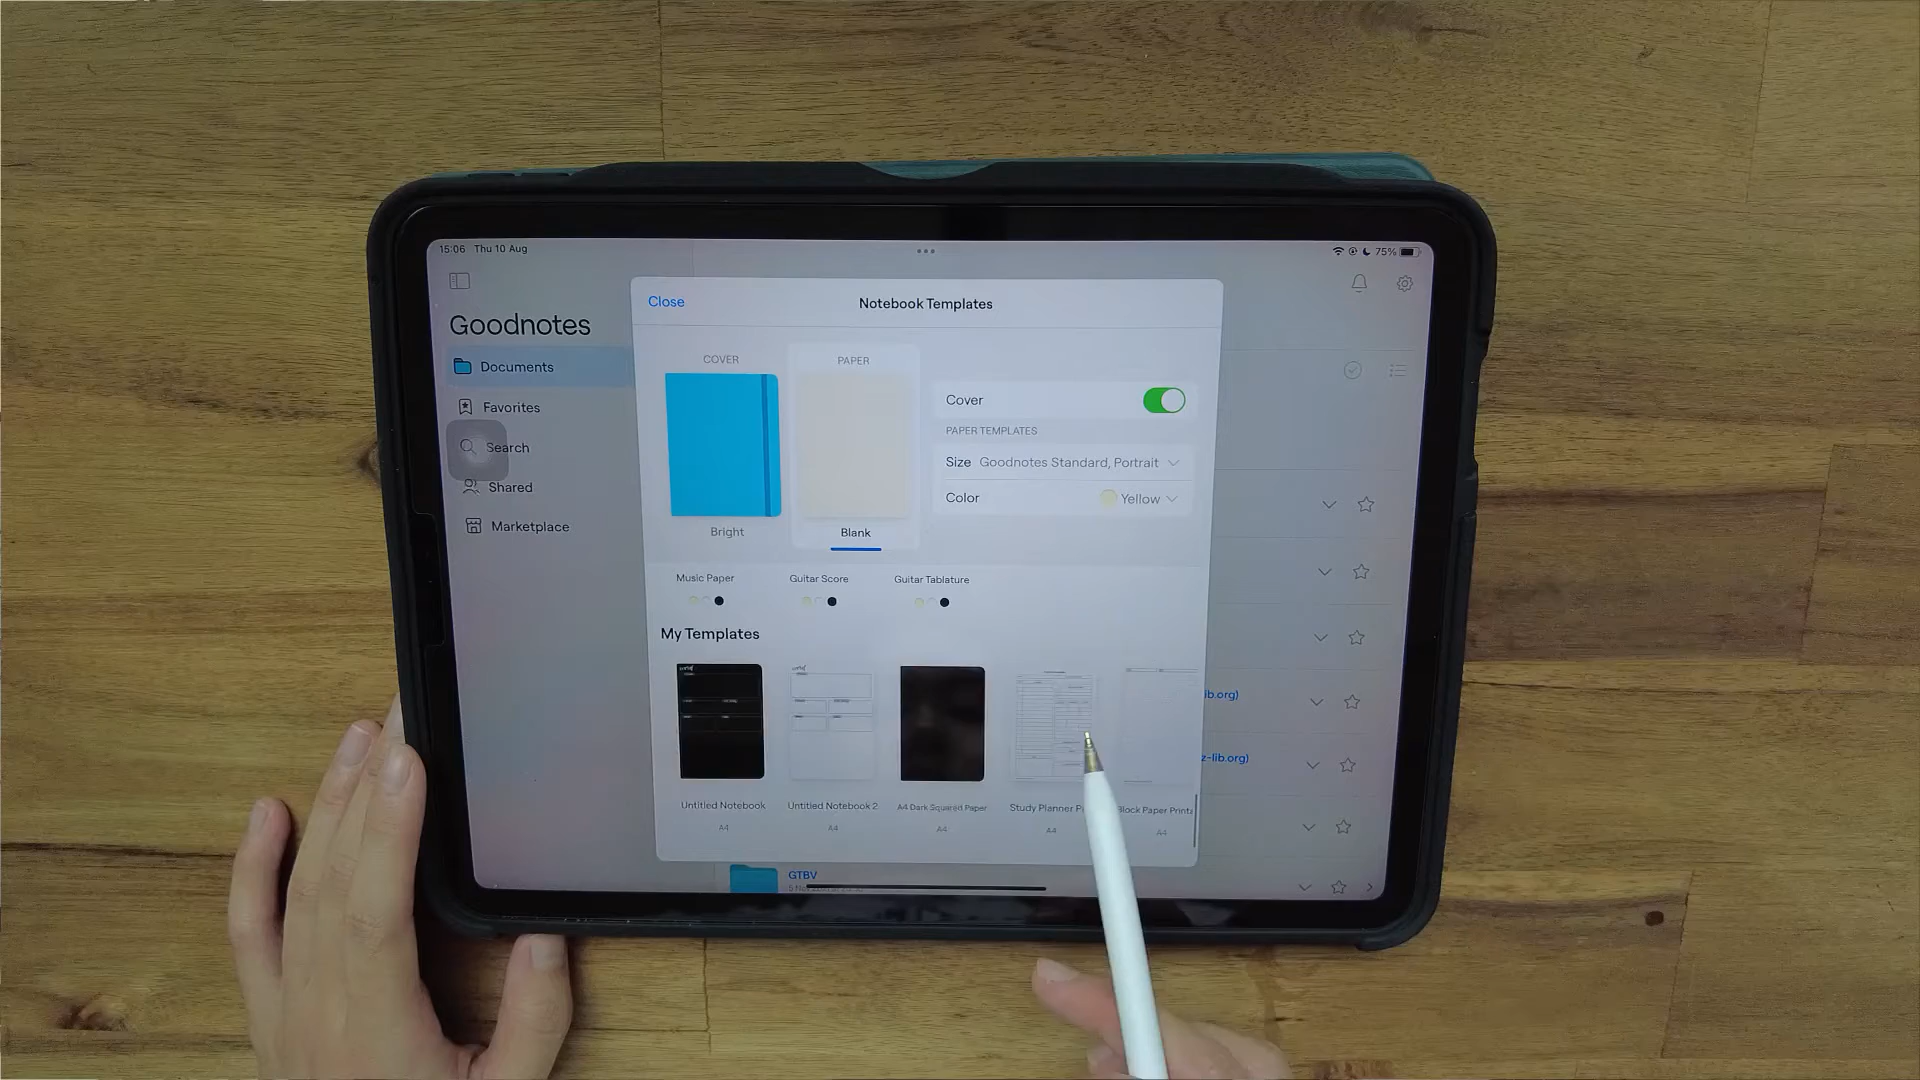 15:06 Thu 10 Aug
75%
Goodnotes
Documents
Favorites
Search
Shared
Marketplace
Close
Notebook Templates
COVER
PAPER
Bright
Blank
Cover
PAPER TEMPLATES
Size Goodnotes Standard, Portrait
Color Yellow
Music Paper
Guitar Score
Guitar Tablature
My Templates
Untitled Notebook
A4
Untitled Notebook 2
A4
A4 Dark Squared Paper
A4
Study Planner
A4
Block Paper Prints
A4
lib.org)
z-lib.org)
GTBV